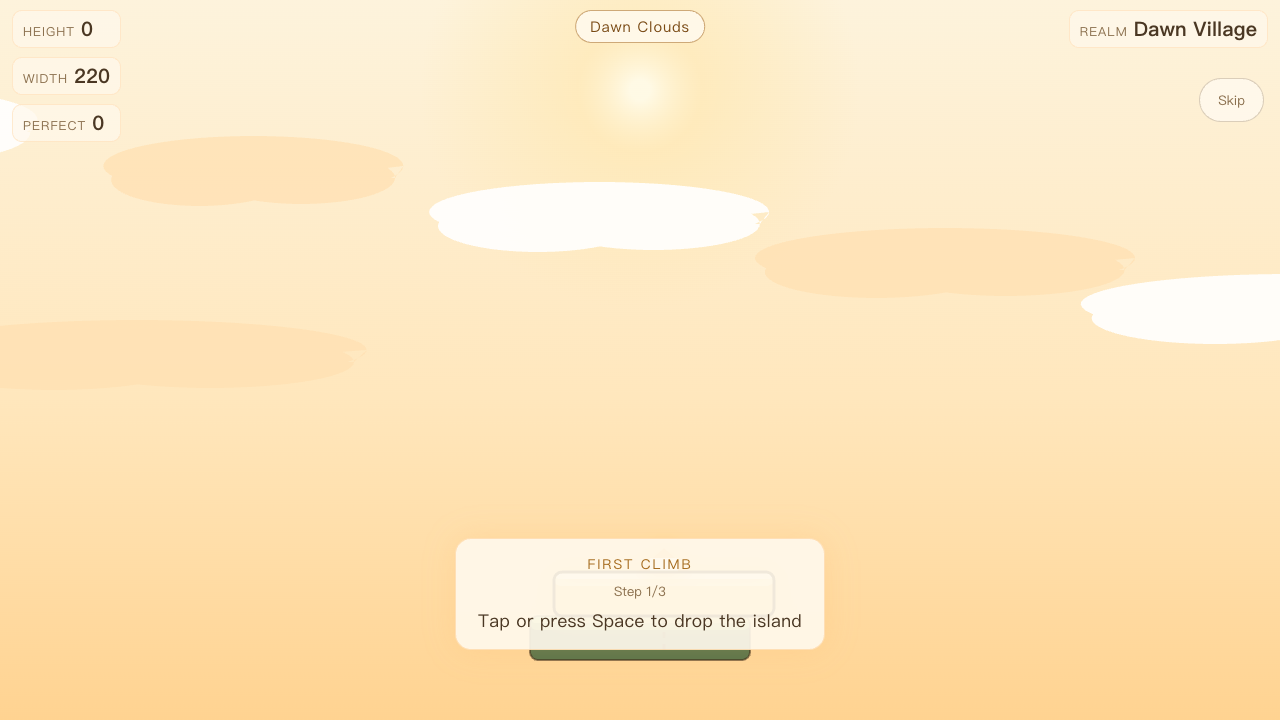 HEIGHT 0
WIDTH 220
PERFECT 0
Dawn Clouds
REALM Dawn Village
Skip
FIRST CLIMB
Step 1/3
Tap or press Space to drop the island